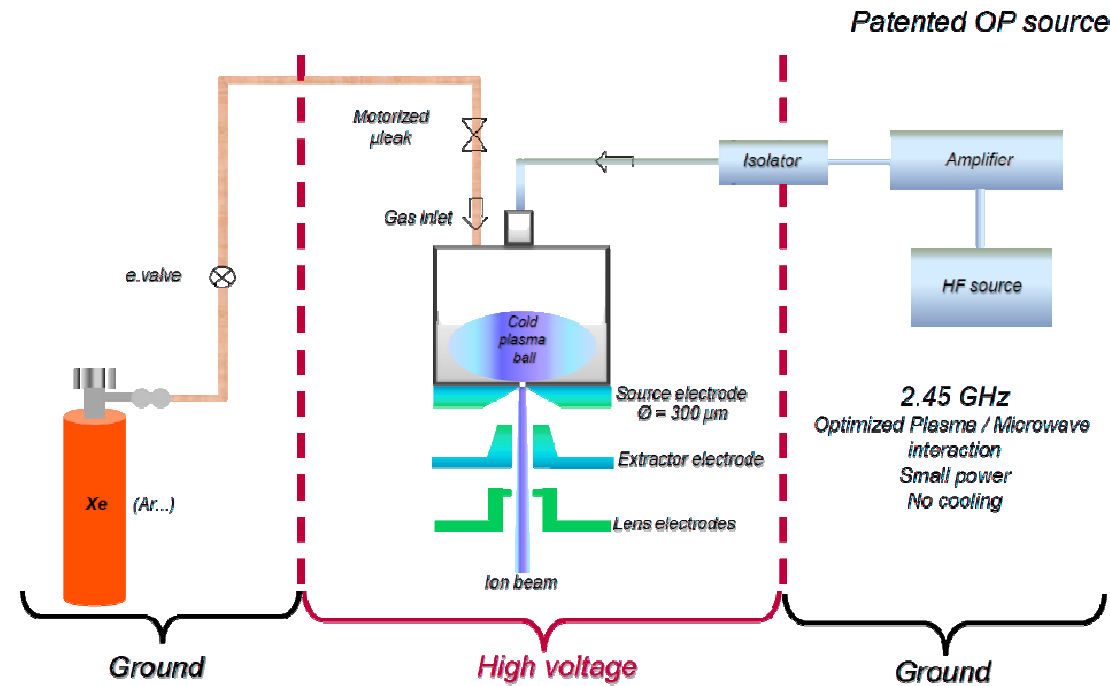 Patented OP source
Motorized
µleak
Isolator
Amplifier
Gas inlet
e.valve
HF source
Cold
plasma
ball
Source electrode
Ø = 300 µm
2.45 GHz
Optimized Plasma / Microwave
interaction
Small power
No cooling
Extractor electrode
Xe
(Ar...)
Lens electrodes
Ion beam
Ground
High voltage
Ground